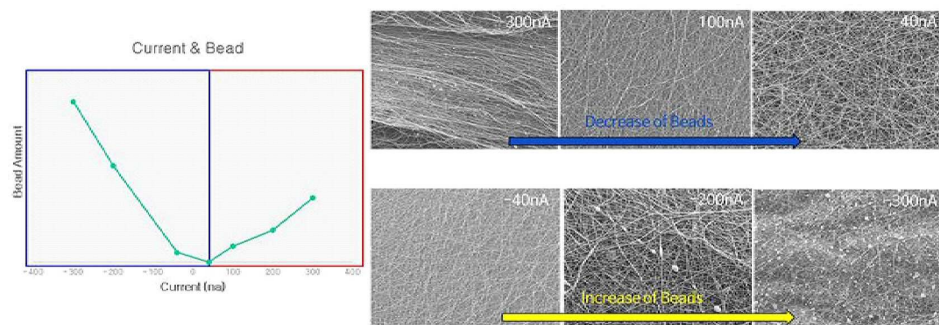 Current & Bead
Bead Amount
-400 -300 -200 -100 0 100 200 300 400
Current (na)
300nA
100nA
40nA
Decrease of Beads
-40nA
-200nA
-300nA
Increase of Beads